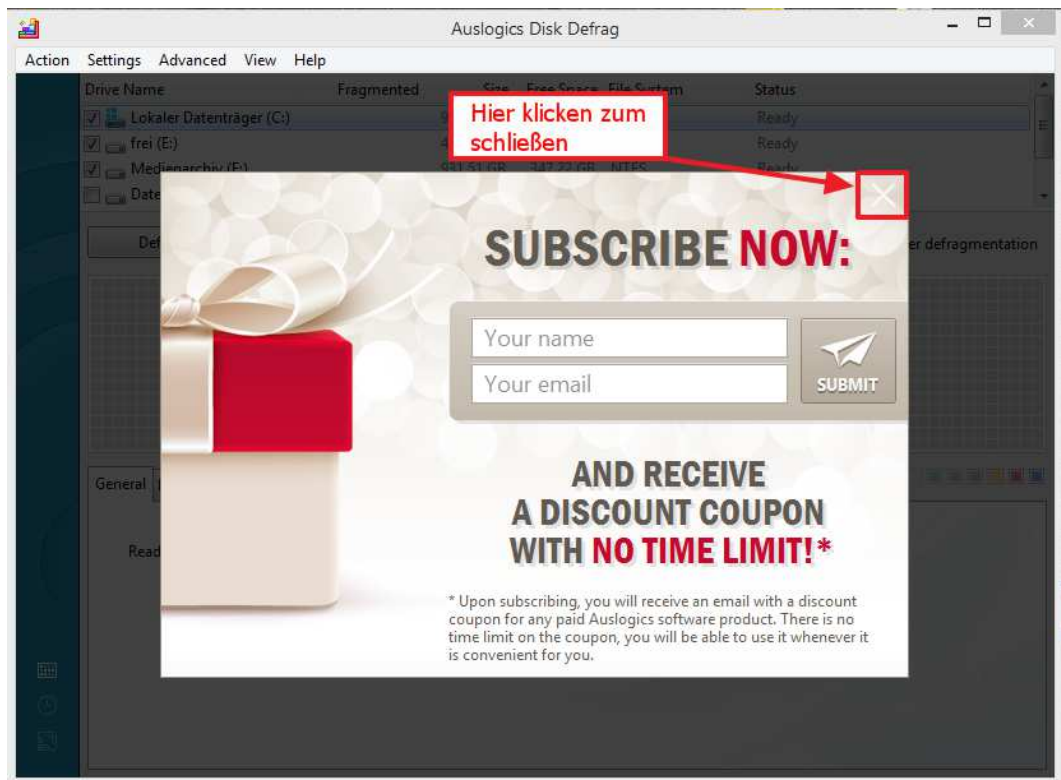 Auslogics Disk Defrag
Action Settings Advanced View Help
Drive Name Fragmented Size Free Space File System Status
Lokaler Datenträger (C:) Ready
frei (E:) Ready
Medienarchiv (F:) 931.51 GB 347.22 GB NTFS Ready
Hier klicken zum
schließen
SUBSCRIBE NOW:
Your name
Your email
SUBMIT
defragmentation
AND RECEIVE
A DISCOUNT COUPON
WITH NO TIME LIMIT!*
* Upon subscribing, you will receive an email with a discount
coupon for any paid Auslogics software product. There is no
time limit on the coupon, you will be able to use it whenever it
is convenient for you.
General